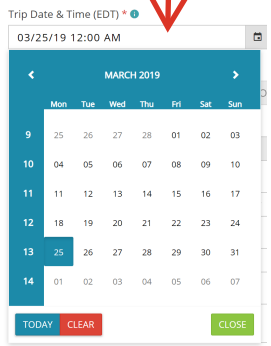 Trip Date & Time (EDT) *
03/25/19 12:00 AM
MARCH 2019
Mon Tue Wed Thu Fri Sat Sun
9 25 26 27 28 01 02 03
10 04 05 06 07 08 09 10
11 11 12 13 14 15 16 17
12 18 19 20 21 22 23 24
13 25 26 27 28 29 30 31
14 01 02 03 04 05 06 07
TODAY CLEAR CLOSE